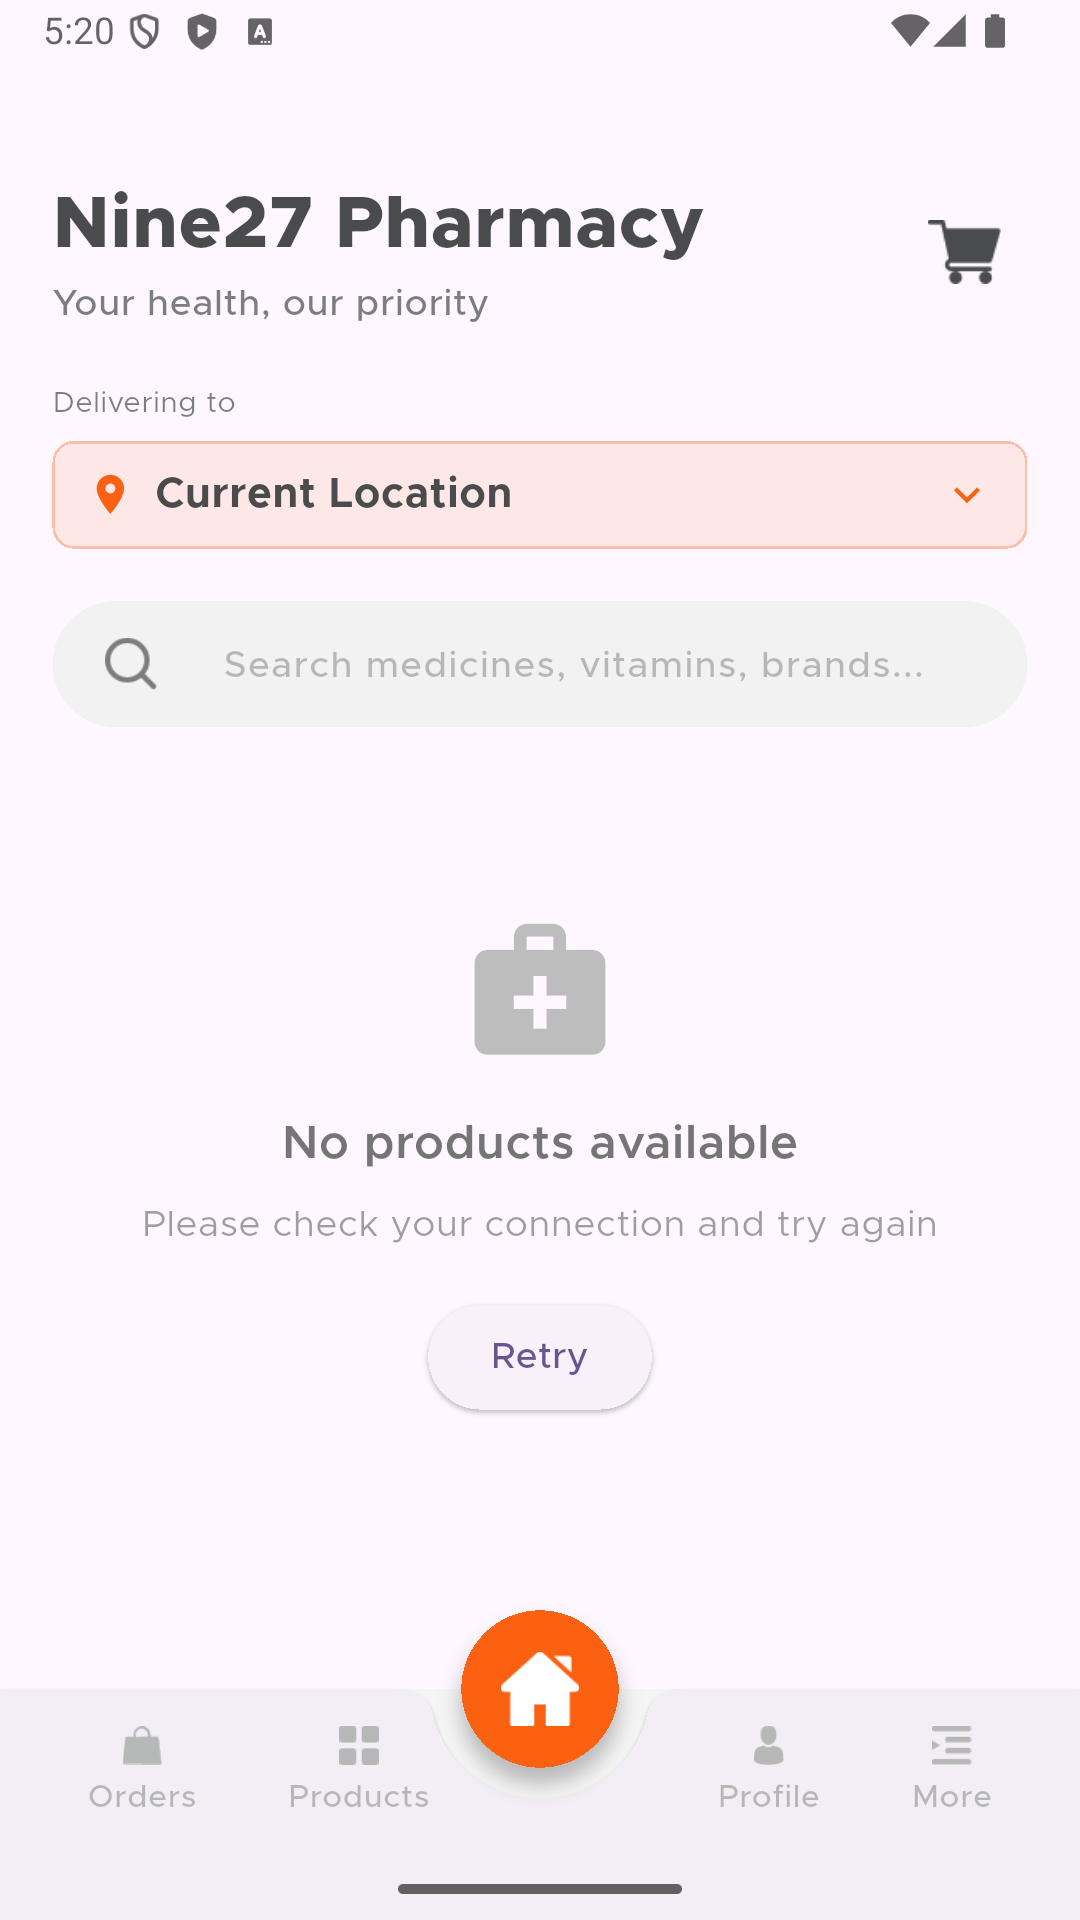 5:20
Nine27 Pharmacy
Your health, our priority
Delivering to
Current Location
Search medicines, vitamins, brands...
No products available
Please check your connection and try again
Retry
Orders
Products
Profile
More